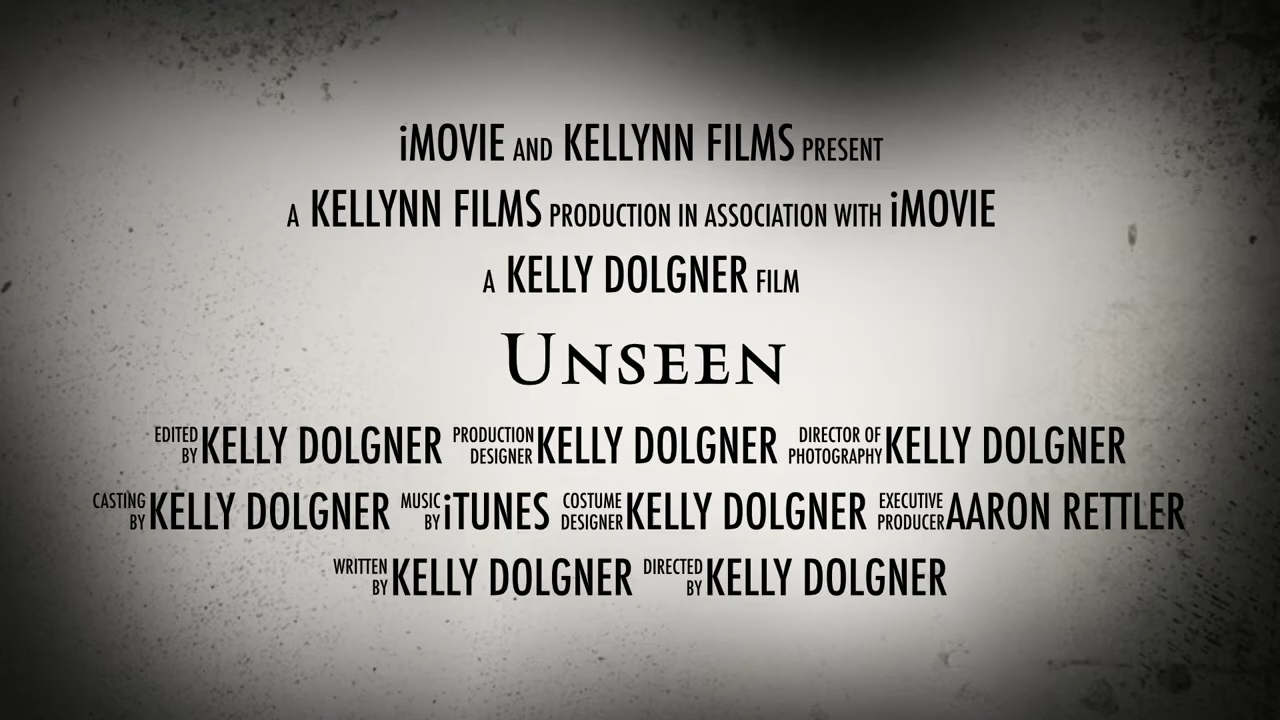 iMOVIE AND KELLYNN FILMS PRESENT
A KELLYNN FILMS PRODUCTION IN ASSOCIATION WITH iMOVIE
A KELLY DOLGNER FILM
UNSEEN
EDITED BY KELLY DOLGNER PRODUCTION DESIGNER KELLY DOLGNER DIRECTOR OF PHOTOGRAPHY KELLY DOLGNER
CASTING BY KELLY DOLGNER MUSIC BY iTUNES COSTUME DESIGNER KELLY DOLGNER EXECUTIVE PRODUCER AARON RETTLER
WRITTEN BY KELLY DOLGNER DIRECTED BY KELLY DOLGNER